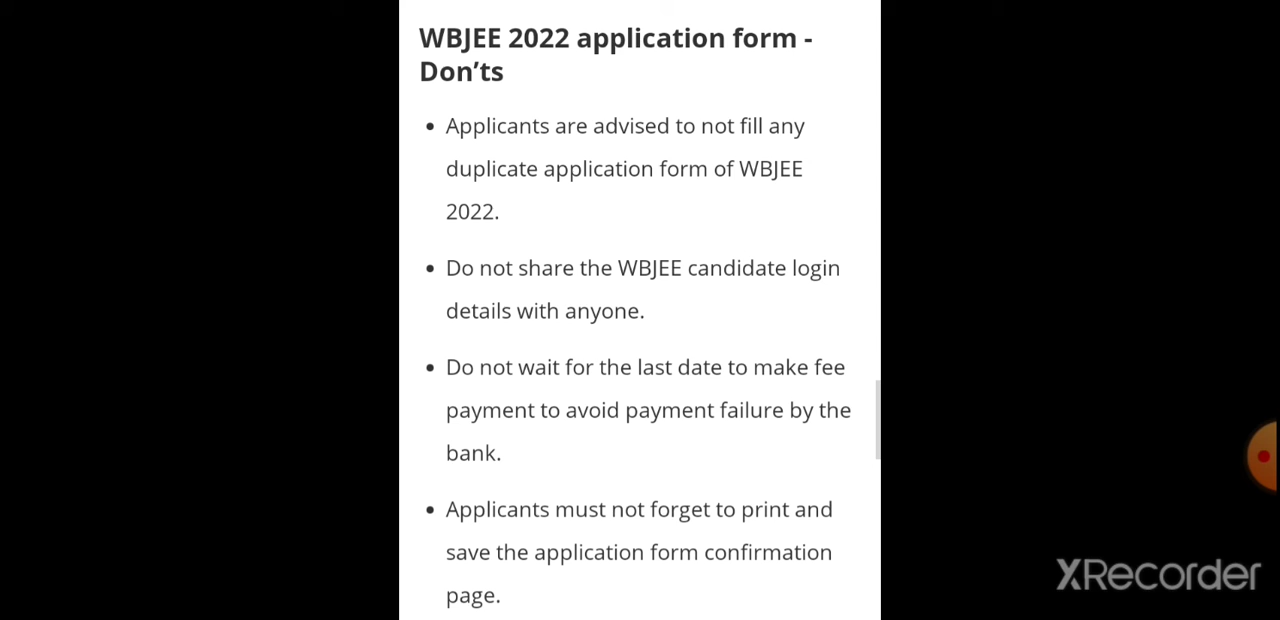 WBJEE 2022 application form -
Don’ts
• Applicants are advised to not fill any
duplicate application form of WBJEE
2022.
• Do not share the WBJEE candidate login
details with anyone.
• Do not wait for the last date to make fee
payment to avoid payment failure by the
bank.
• Applicants must not forget to print and
save the application form confirmation
page.
XRecorder